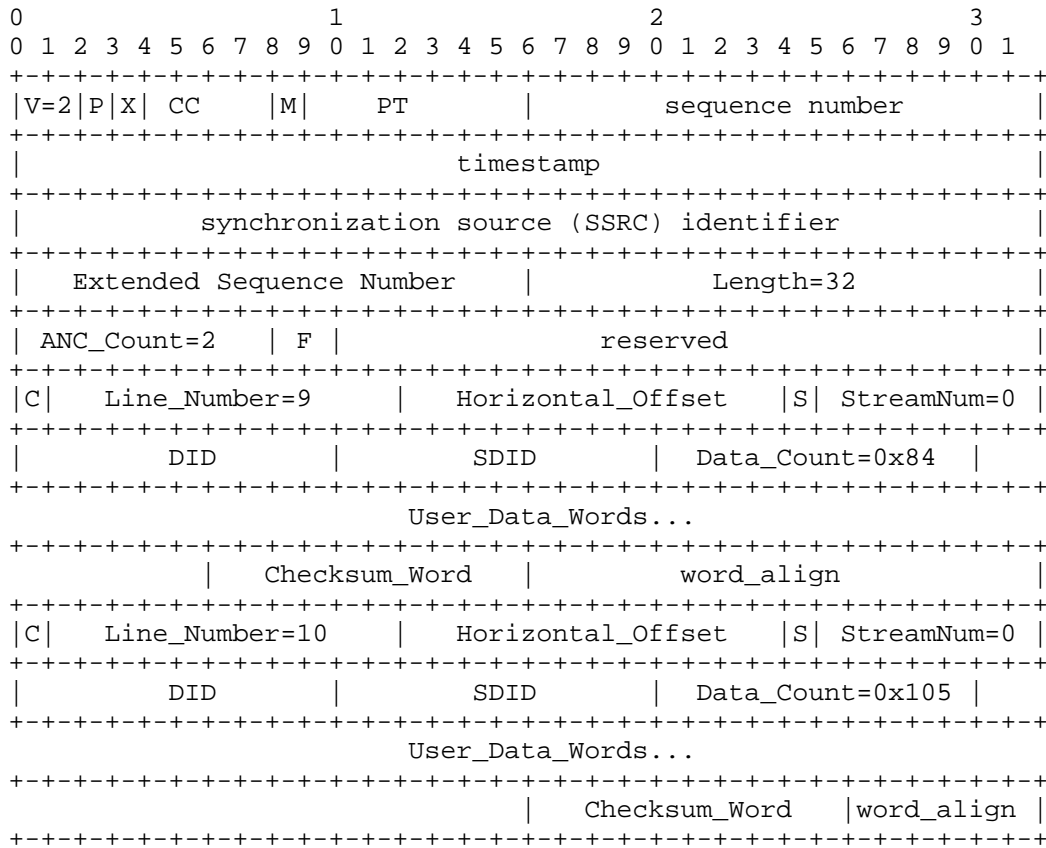 0                   1                   2                   3
0 1 2 3 4 5 6 7 8 9 0 1 2 3 4 5 6 7 8 9 0 1 2 3 4 5 6 7 8 9 0 1
+-+-+-+-+-+-+-+-+-+-+-+-+-+-+-+-+-+-+-+-+-+-+-+-+-+-+-+-+-+-+-+-+
|V=2|P|X| CC    |M|    PT       |        sequence number        |
+-+-+-+-+-+-+-+-+-+-+-+-+-+-+-+-+-+-+-+-+-+-+-+-+-+-+-+-+-+-+-+-+
|                           timestamp                           |
+-+-+-+-+-+-+-+-+-+-+-+-+-+-+-+-+-+-+-+-+-+-+-+-+-+-+-+-+-+-+-+-+
|           synchronization source (SSRC) identifier            |
+-+-+-+-+-+-+-+-+-+-+-+-+-+-+-+-+-+-+-+-+-+-+-+-+-+-+-+-+-+-+-+-+
|   Extended Sequence Number    |           Length=32           |
+-+-+-+-+-+-+-+-+-+-+-+-+-+-+-+-+-+-+-+-+-+-+-+-+-+-+-+-+-+-+-+-+
| ANC_Count=2   | F |                reserved                   |
+-+-+-+-+-+-+-+-+-+-+-+-+-+-+-+-+-+-+-+-+-+-+-+-+-+-+-+-+-+-+-+-+
|C|   Line_Number=9     |   Horizontal_Offset   |S| StreamNum=0 |
+-+-+-+-+-+-+-+-+-+-+-+-+-+-+-+-+-+-+-+-+-+-+-+-+-+-+-+-+-+-+-+-+
|         DID       |        SDID       |  Data_Count=0x84  |
+-+-+-+-+-+-+-+-+-+-+-+-+-+-+-+-+-+-+-+-+-+-+-+-+-+-+-+-+-+-+-+-+
                         User_Data_Words...
+-+-+-+-+-+-+-+-+-+-+-+-+-+-+-+-+-+-+-+-+-+-+-+-+-+-+-+-+-+-+-+-+
            |   Checksum_Word   |         word_align            |
+-+-+-+-+-+-+-+-+-+-+-+-+-+-+-+-+-+-+-+-+-+-+-+-+-+-+-+-+-+-+-+-+
|C|   Line_Number=10    |   Horizontal_Offset   |S| StreamNum=0 |
+-+-+-+-+-+-+-+-+-+-+-+-+-+-+-+-+-+-+-+-+-+-+-+-+-+-+-+-+-+-+-+-+
|         DID       |        SDID       |  Data_Count=0x105 |
+-+-+-+-+-+-+-+-+-+-+-+-+-+-+-+-+-+-+-+-+-+-+-+-+-+-+-+-+-+-+-+-+
                         User_Data_Words...
+-+-+-+-+-+-+-+-+-+-+-+-+-+-+-+-+-+-+-+-+-+-+-+-+-+-+-+-+-+-+-+-+
                                |   Checksum_Word   |word_align |
+-+-+-+-+-+-+-+-+-+-+-+-+-+-+-+-+-+-+-+-+-+-+-+-+-+-+-+-+-+-+-+-+